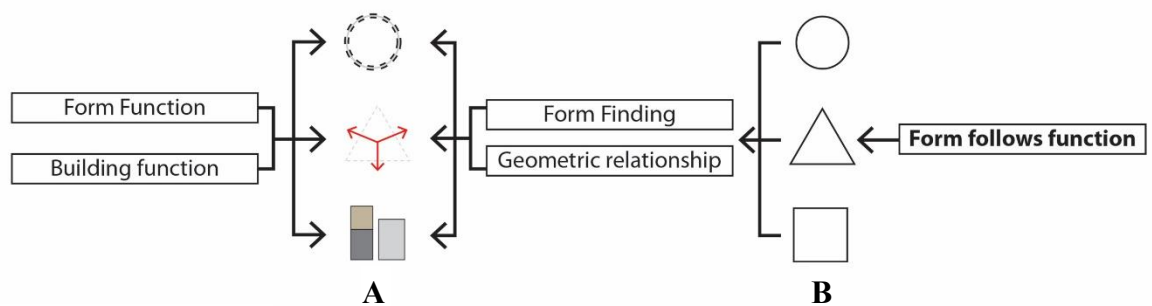 Form Function
Building function
Form Finding
Geometric relationship
Form follows function
A
B